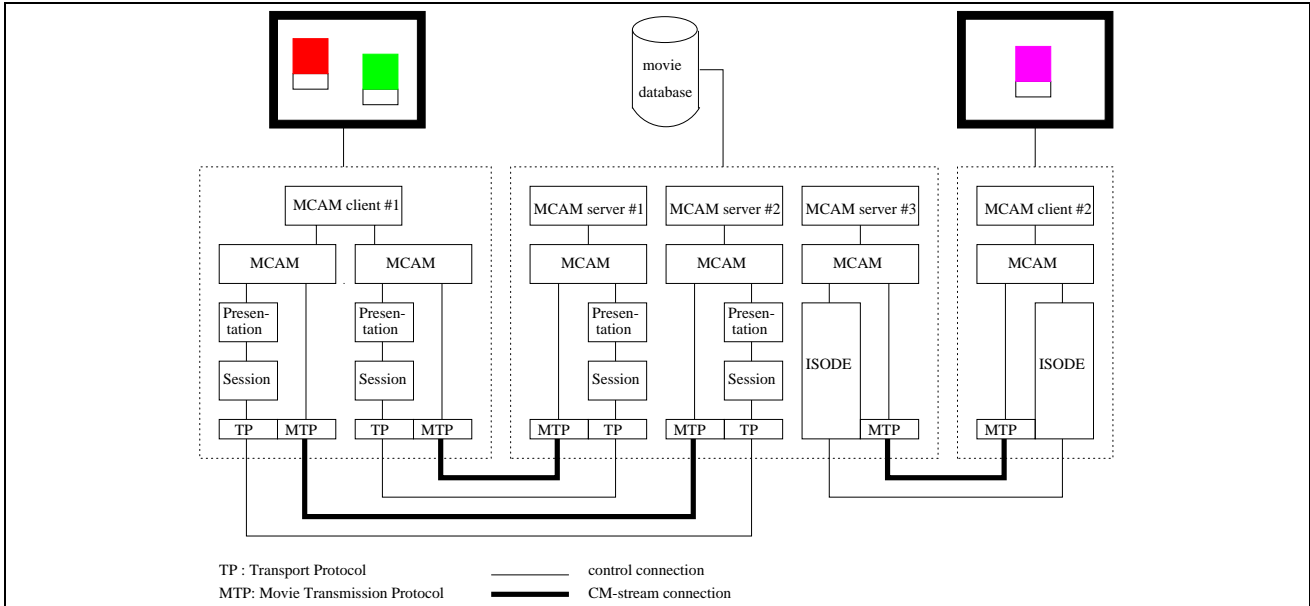 movie
database
MCAM client #1
MCAM server #1
MCAM server #2
MCAM server #3
MCAM client #2
MCAM
MCAM
MCAM
MCAM
MCAM
MCAM
Presen-
tation
Presen-
tation
Presen-
tation
Presen-
tation
ISODE
ISODE
Session
Session
Session
Session
TP
MTP
TP
MTP
MTP
TP
MTP
TP
MTP
MTP
TP : Transport Protocol
control connection
MTP: Movie Transmission Protocol
CM-stream connection